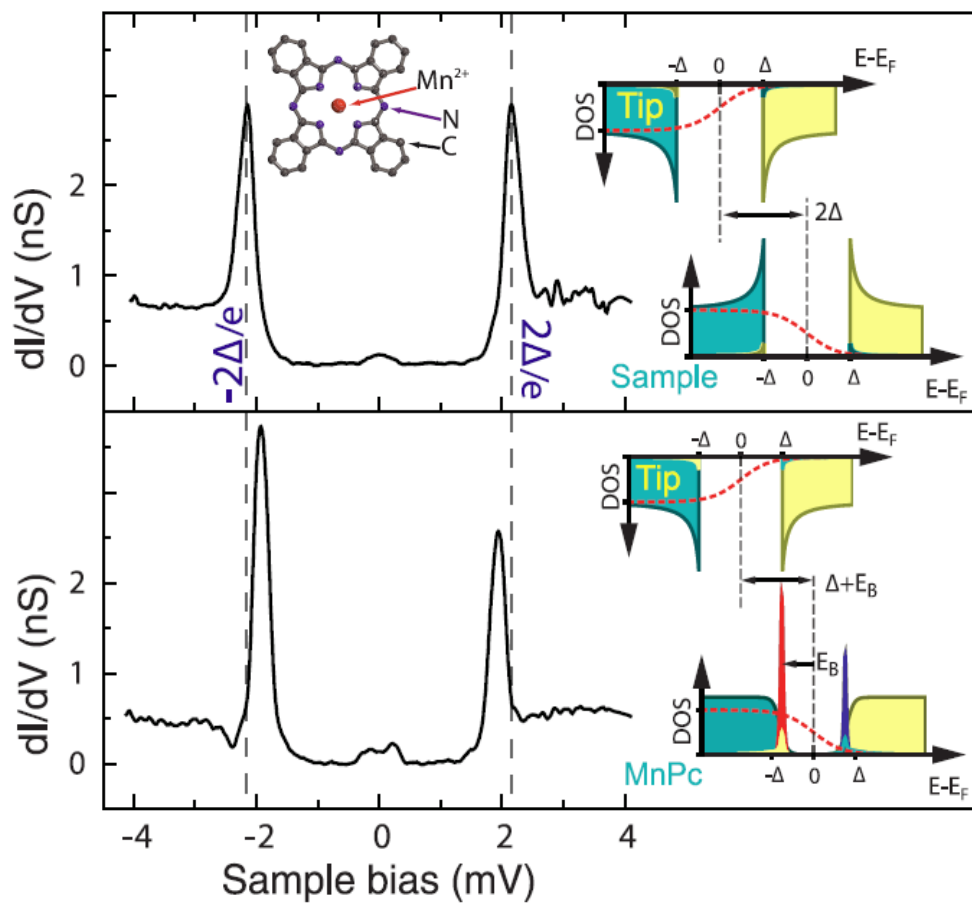 dI/dV (nS)
2
1
0
-2Δ/e
2Δ/e
Mn²⁺
N
C
-Δ 0 Δ E-E_F
DOS
Tip
2Δ
DOS
Sample
-Δ 0 Δ
E-E_F
dI/dV (nS)
2
1
0
-Δ 0 Δ E-E_F
DOS
Tip
Δ+E_B
E_B
DOS
MnPc
-Δ 0 Δ
E-E_F
-4 -2 0 2 4
Sample bias (mV)